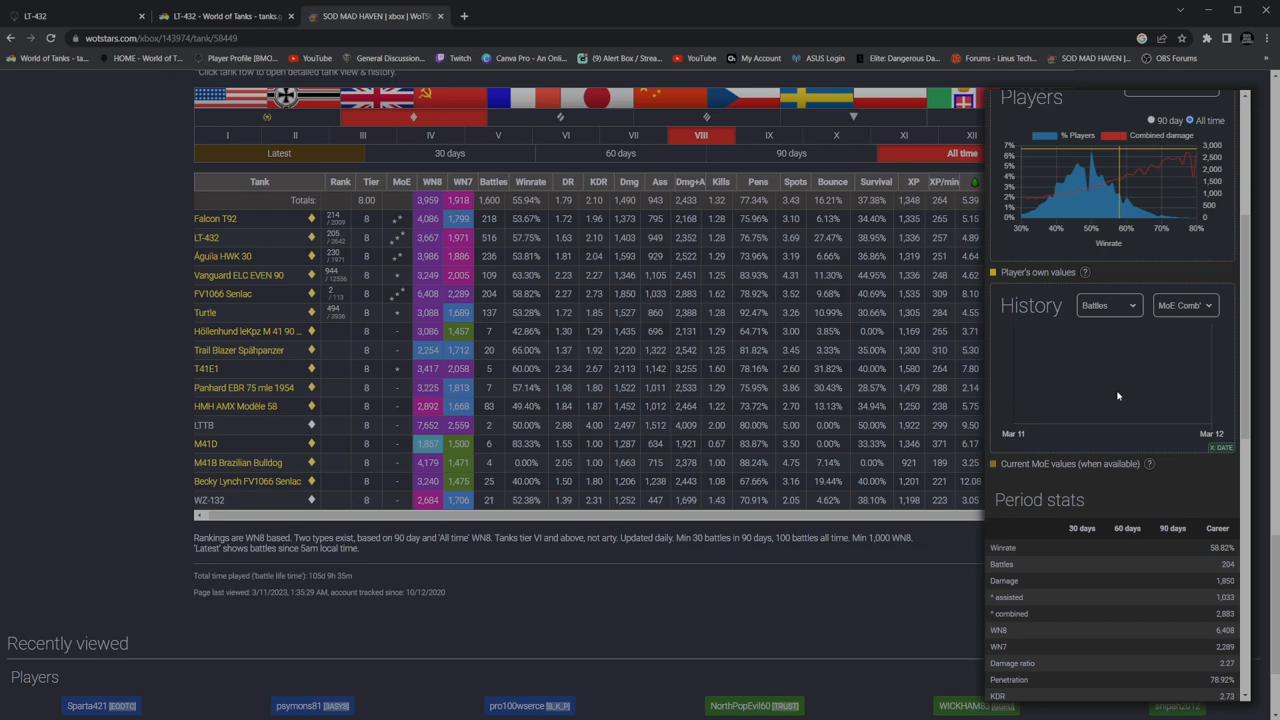 LT-432 LT-432 - World of Tanks - tanks.g SOD MAD HAVEN | xbox | WoTSt
wotstars.com/xbox/143974/tank/58449
World of Tanks - ta... HOME - World of T... Player Profile [BMO... YouTube General Discussion... Twitch Canva Pro - An Onli... (9) Alert Box / Strea... YouTube My Account ASUS Login Elite: Dangerous Da... Forums - Linus Tech... SOD MAD HAVEN |... OBS Forums »
Click tank row to open detailed tank view & history.
I II III IV V VI VII VIII IX X XI XII
Latest 30 days 60 days 90 days All time
Tank Rank Tier MoE WN8 WN7 Battles Winrate DR KDR Dmg Ass Dmg+A Kills Pens Spots Bounce Survival XP XP/min
Totals: 8.00 3,959 1,918 1,600 55.94% 1.79 2.10 1,490 943 2,433 1.32 77.34% 3.43 16.21% 37.38% 1,348 264 5.39
Falcon T92 214 / 2009 8 4,086 1,799 218 53.67% 1.72 1.96 1,373 795 2,168 1.28 75.96% 3.10 6.13% 34.40% 1,335 265 5.15
LT-432 205 / 2642 8 3,667 1,971 516 57.75% 1.63 2.10 1,403 949 2,352 1.28 76.75% 3.69 27.47% 38.95% 1,336 257 4.89
Águila HWK 30 230 / 1971 8 3,986 1,886 236 53.81% 1.81 2.04 1,593 929 2,522 1.29 73.96% 3.06 6.66% 36.86% 1,319 251 4.64
Vanguard ELC EVEN 90 944 / 12556 8 3,249 2,005 109 69.30% 2.23 2.27 1,346 1,105 2,451 1.25 83.93% 4.31 11.30% 44.95% 1,336 248 4.63
FV1066 Senlac 2 / 113 8 6,408 2,289 204 58.82% 2.27 2.73 1,850 1,033 2,883 1.62 78.92% 3.52 9.68% 40.69% 1,535 309 8.10
Turtle 494 / 3936 8 3,088 1,689 137 53.28% 1.72 1.85 1,527 860 2,388 1.28 92.47% 3.26 10.99% 30.66% 1,335 284 3.71
Höllenhund leKpz M 41 90 ... 8 3,086 1,457 7 42.86% 1.30 1.29 1,435 696 2,131 1.29 64.71% 3.00 3.85% 0.00% 1,169 265 4.00
Trail Blazer Spähpanzer 8 2,254 1,712 20 65.00% 1.37 1.92 1,220 1,322 2,542 1.25 81.82% 3.45 3.33% 35.00% 1,397 310 5.30
T41E1 8 3,417 2,058 5 60.00% 2.34 2.67 2,113 1,142 3,255 1.60 78.16% 2.60 31.82% 40.00% 1,580 264 7.80
Panhard EBR 75 mle 1954 8 3,225 1,813 7 57.14% 1.98 1.80 1,522 1,011 2,533 1.29 75.95% 3.86 30.43% 28.57% 1,479 288 2.14
HMH AMX Modèle 58 8 2,892 1,668 83 49.40% 1.84 1.87 1,452 1,012 2,464 1.22 73.72% 2.70 13.13% 34.94% 1,250 238 5.75
LTTB 8 7,652 2,559 2 50.00% 2.88 4.00 2,497 1,512 4,009 2.00 80.00% 5.00 0.00% 50.00% 1,922 299 9.50
M41D 8 1,857 1,500 6 83.33% 1.55 1.00 1,287 634 1,921 0.67 83.87% 3.50 0.00% 33.33% 1,346 371 6.17
M41B Brazilian Bulldog 8 4,179 1,471 4 0.00% 2.05 1.00 1,663 715 2,378 1.00 88.24% 4.75 7.14% 0.00% 921 189 3.25
Becky Lynch FV1066 Senlac 8 3,240 1,475 25 40.00% 1.50 1.80 1,206 1,238 2,443 1.08 67.66% 3.16 19.44% 40.00% 1,201 221 12.08
WZ-132 8 2,684 1,706 21 52.38% 1.39 2.31 1,252 447 1,699 1.43 70.91% 2.05 4.62% 38.10% 1,198 223 3.05
Rankings are WN8 based. Two types exist, based on 90 day and 'All time' WN8. Tanks tier VI and above, not arty. Updated daily. Min 30 battles in 90 days, 100 battles all time. Min 1,000 WN8.
'Latest' shows battles since 5am local time.
Total time played ('battle life time'): 105d 9h 35m
Page last viewed: 3/11/2023, 1:35:29 AM, account tracked since: 10/12/2020
Recently viewed
Players
Sparta421 [EODTC] psymons81 [3ASY8] pro100wserce [B_K_P] NorthPopEvil60 [TRUST]
Players
90 day All time
% Players Combined damage
7% 6% 5% 4% 3% 2% 1% 0%
3,000 2,500 2,000 1,500 1,000 500 0
30% 40% 50% 60% 70% 80%
Winrate
Player's own values ?
History Battles MoE Comb'
Mar 11 Mar 12
X: DATE
Current MoE values (when available) ?
Period stats
30 days 60 days 90 days Career
Winrate 58.82%
Battles 204
Damage 1,850
* assisted 1,033
* combined 2,883
WN8 6,408
WN7 2,289
Damage ratio 2.27
Penetration 78.92%
KDR 2.73